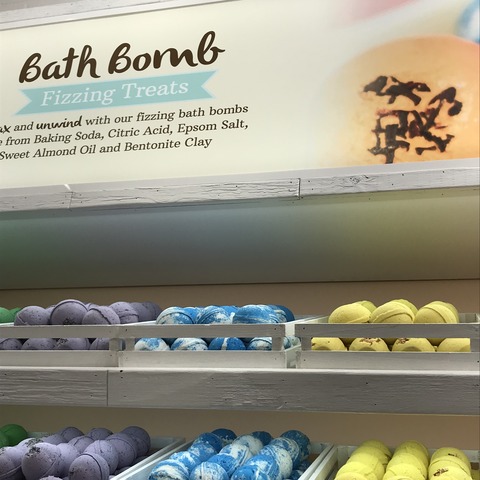 Bath Bomb
Fizzing Treats
ax and unwind with our fizzing bath bombs
e from Baking Soda, Citric Acid, Epsom Salt,
Sweet Almond Oil and Bentonite Clay